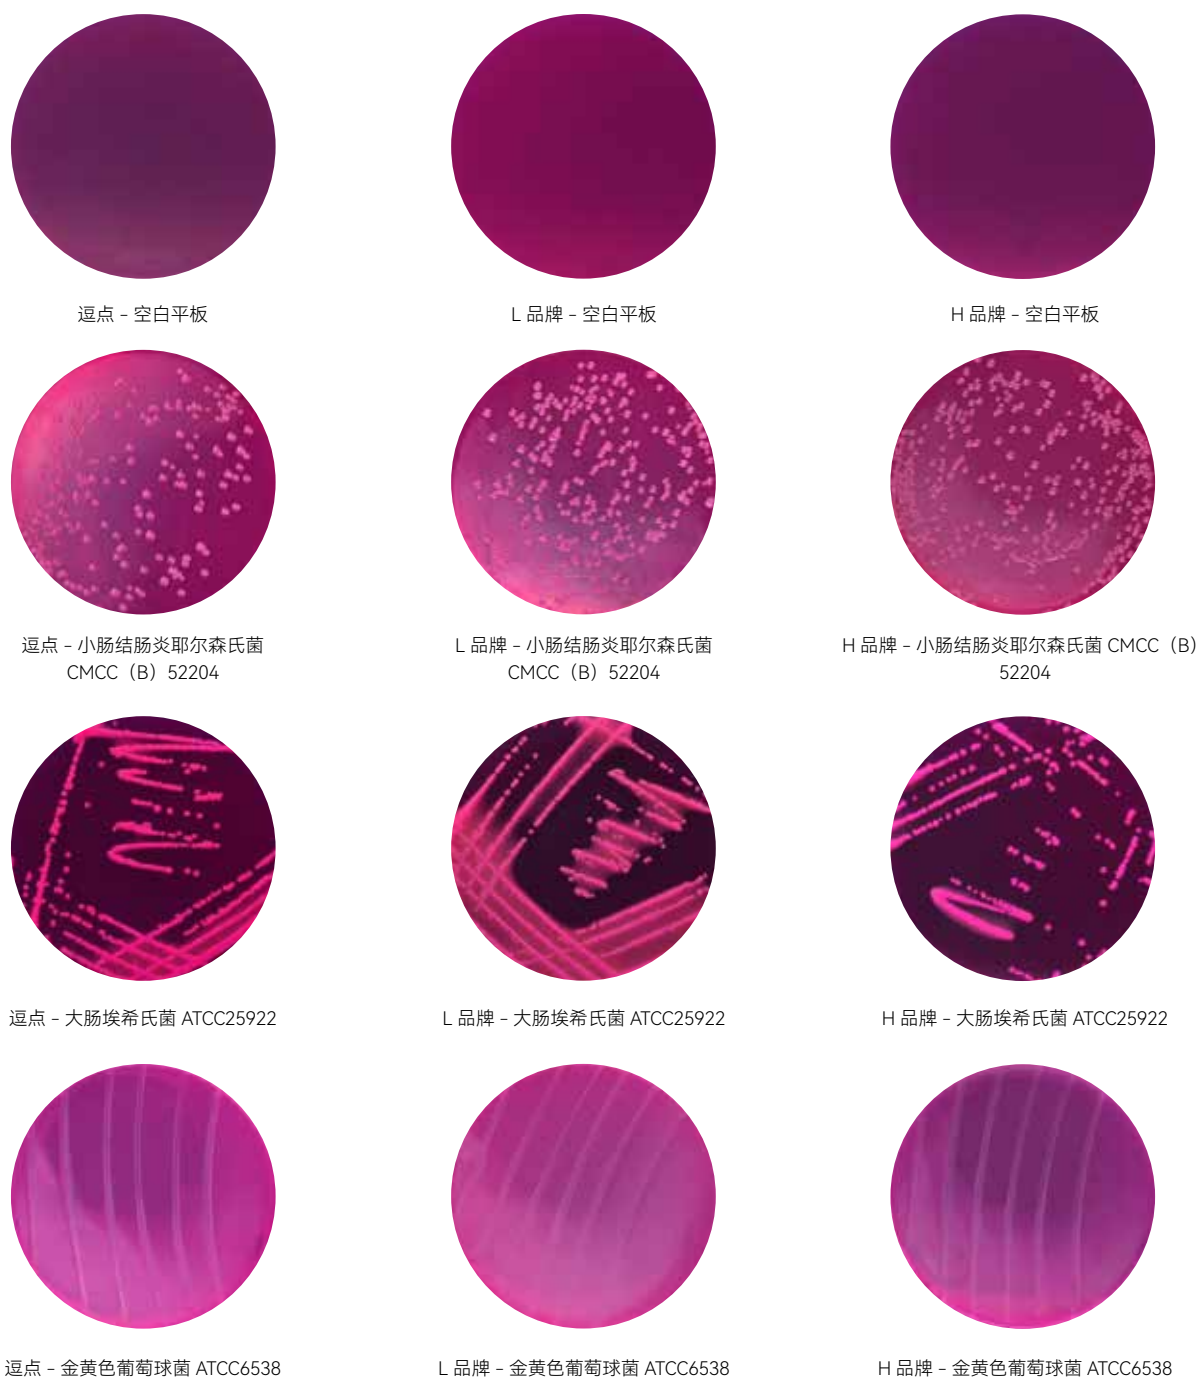 逗点 – 空白平板
L 品牌 – 空白平板
H 品牌 – 空白平板
逗点 – 小肠结肠炎耶尔森氏菌
CMCC（B）52204
L 品牌 – 小肠结肠炎耶尔森氏菌
CMCC（B）52204
H 品牌 – 小肠结肠炎耶尔森氏菌 CMCC（B）
52204
逗点 – 大肠埃希氏菌 ATCC25922
L 品牌 – 大肠埃希氏菌 ATCC25922
H 品牌 – 大肠埃希氏菌 ATCC25922
逗点 – 金黄色葡萄球菌 ATCC6538
L 品牌 – 金黄色葡萄球菌 ATCC6538
H 品牌 – 金黄色葡萄球菌 ATCC6538